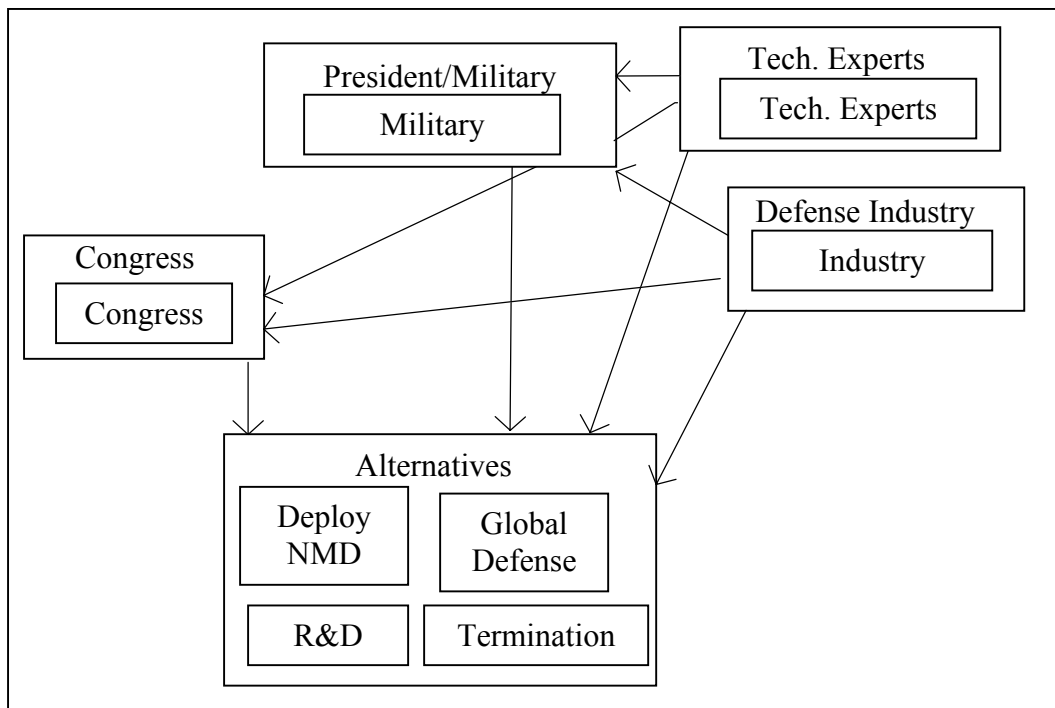 President/Military
Military
Tech. Experts
Tech. Experts
Defense Industry
Industry
Congress
Congress
Alternatives
Deploy
NMD
Global
Defense
R&D
Termination